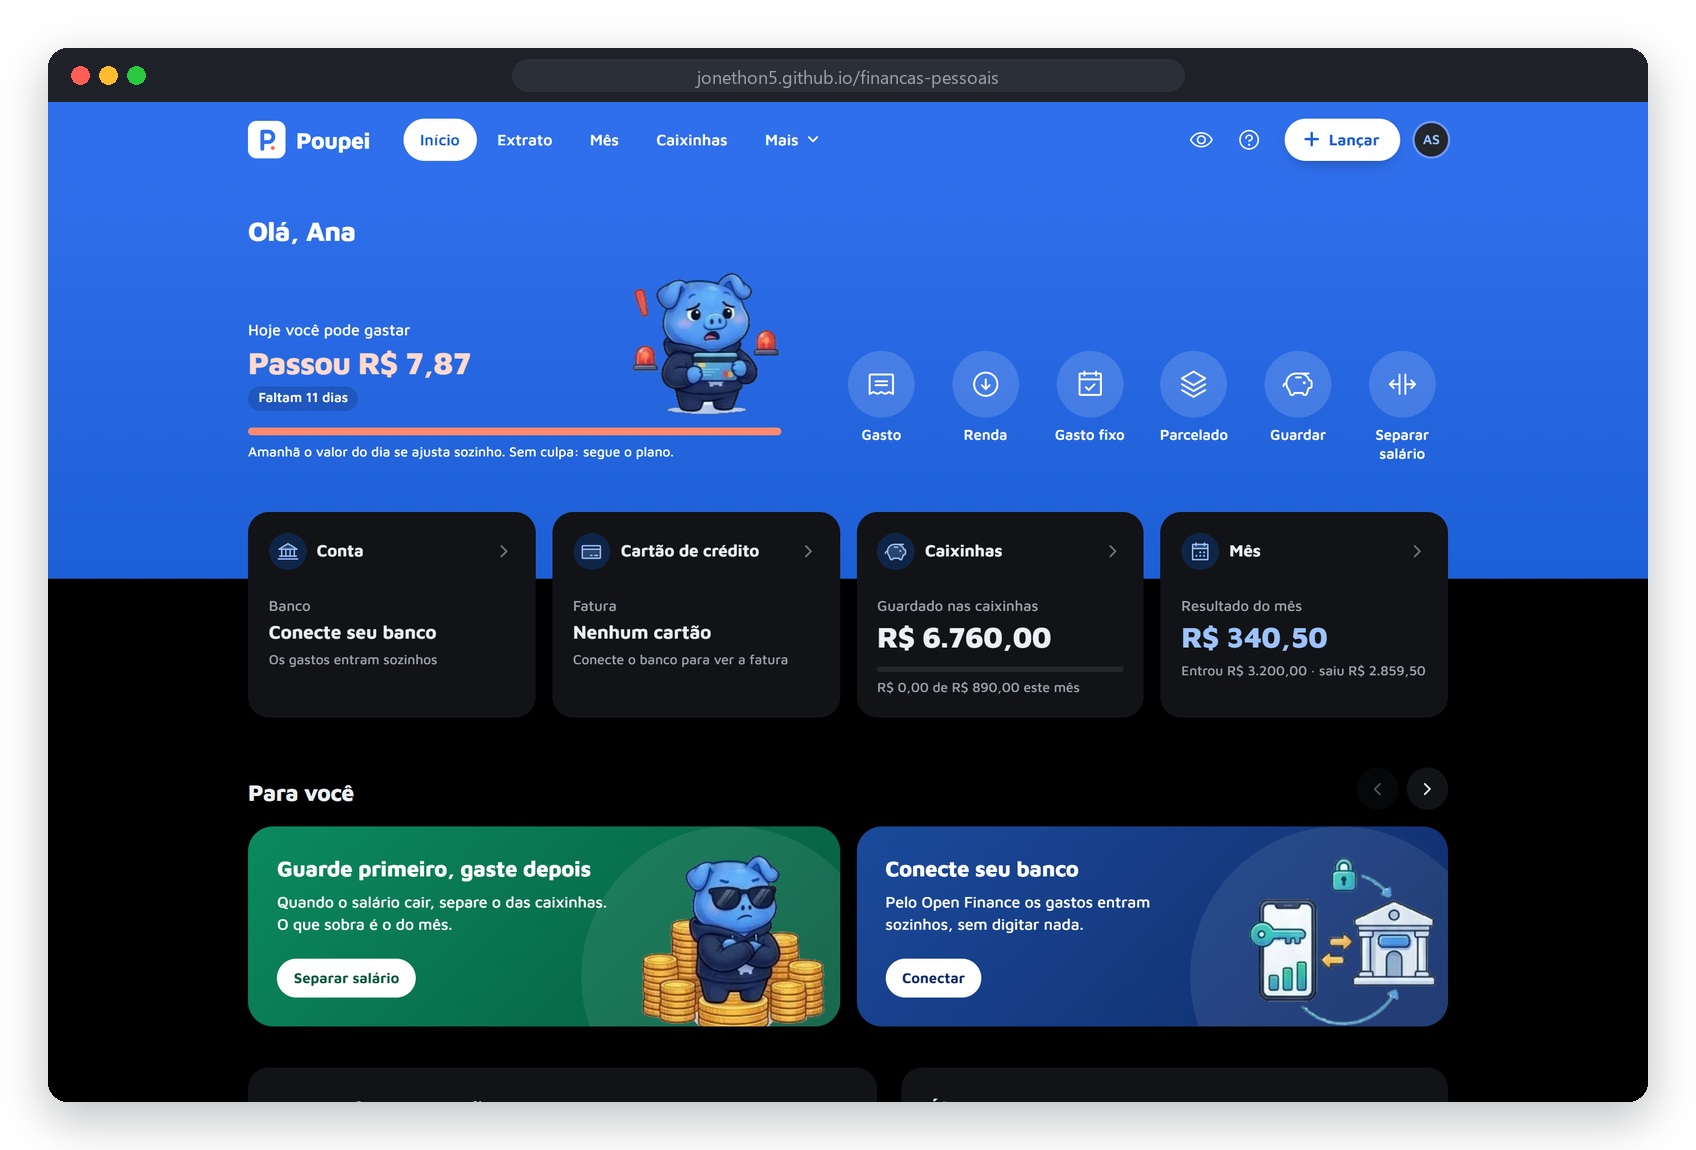 jonethon5.github.io/financas-pessoais
P. Poupei
Início
Extrato
Mês
Caixinhas
Mais
Lançar
AS
Olá, Ana
Hoje você pode gastar
Passou R$ 7,87
Faltam 11 dias
Amanhã o valor do dia se ajusta sozinho. Sem culpa: segue o plano.
Gasto
Renda
Gasto fixo
Parcelado
Guardar
Separar
salário
Conta
Banco
Conecte seu banco
Os gastos entram sozinhos
Cartão de crédito
Fatura
Nenhum cartão
Conecte o banco para ver a fatura
Caixinhas
Guardado nas caixinhas
R$ 6.760,00
R$ 0,00 de R$ 890,00 este mês
Mês
Resultado do mês
R$ 340,50
Entrou R$ 3.200,00 · saiu R$ 2.859,50
Para você
Guarde primeiro, gaste depois
Quando o salário cair, separe o das caixinhas.
O que sobra é o do mês.
Separar salário
Conecte seu banco
Pelo Open Finance os gastos entram
sozinhos, sem digitar nada.
Conectar